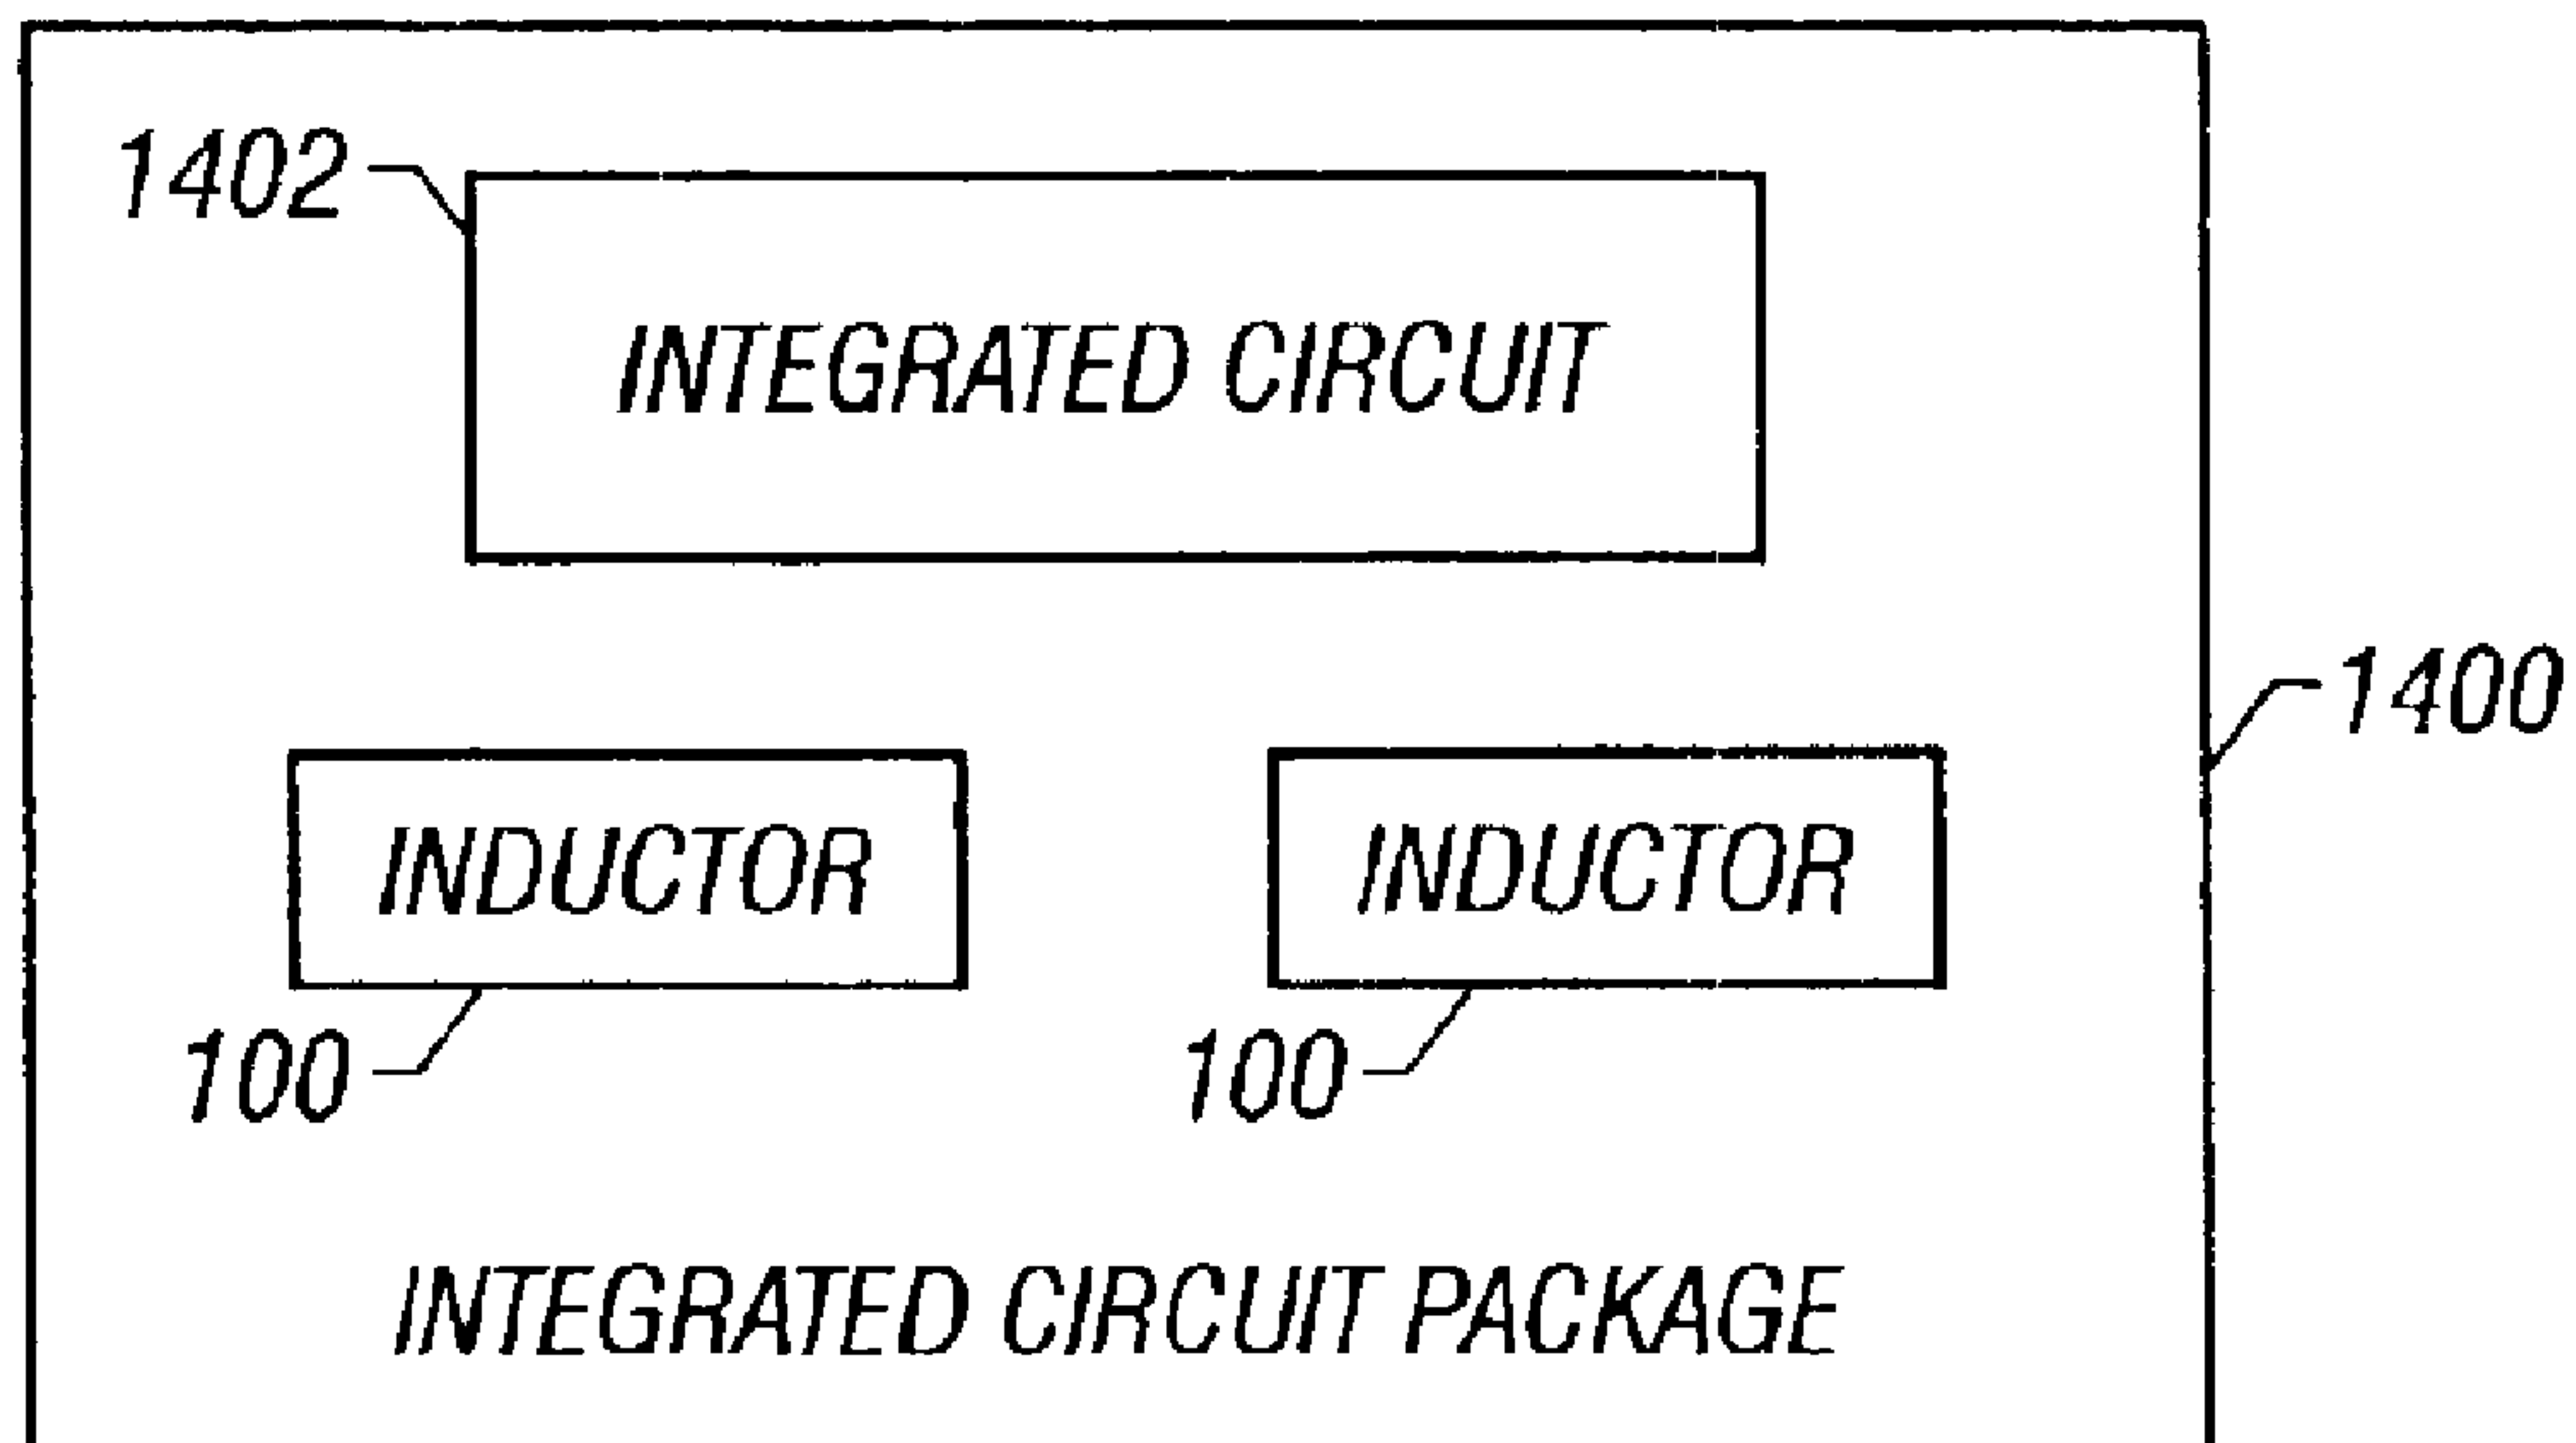 1402
INTEGRATED CIRCUIT
1400
INDUCTOR
INDUCTOR
100
100
INTEGRATED CIRCUIT PACKAGE